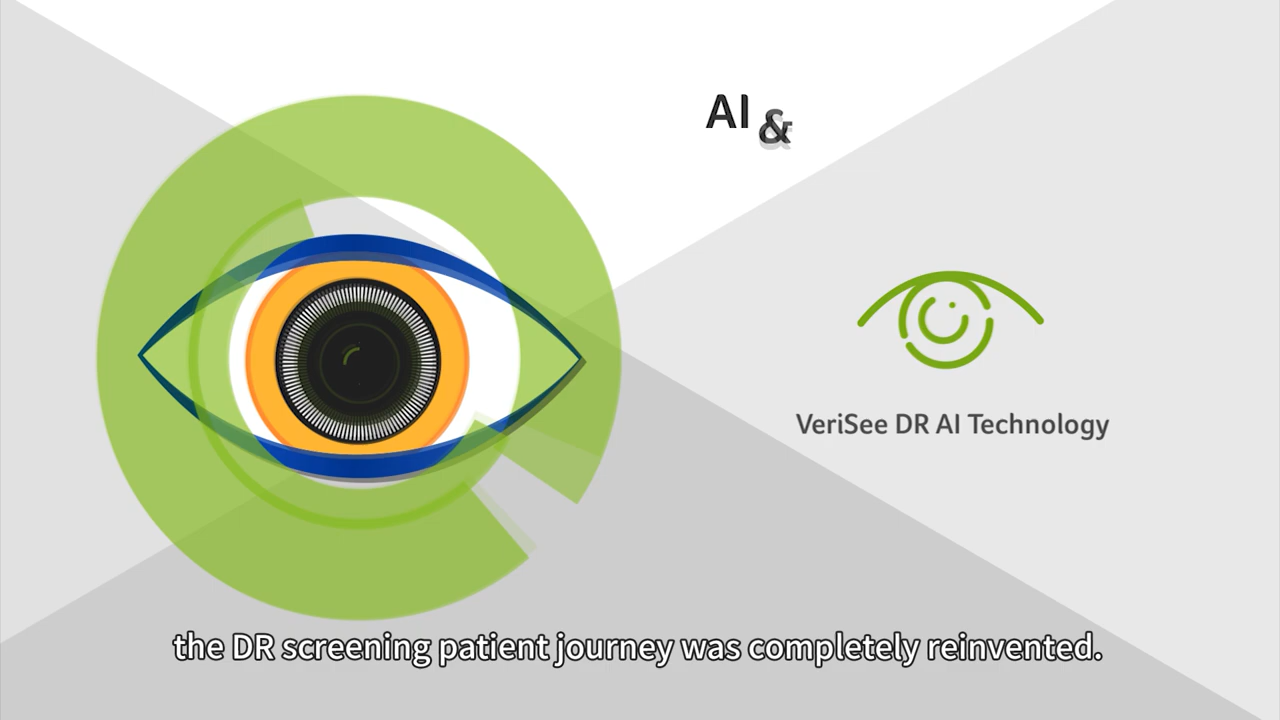 AI &
VeriSee DR AI Technology
the DR screening patient journey was completely reinvented.